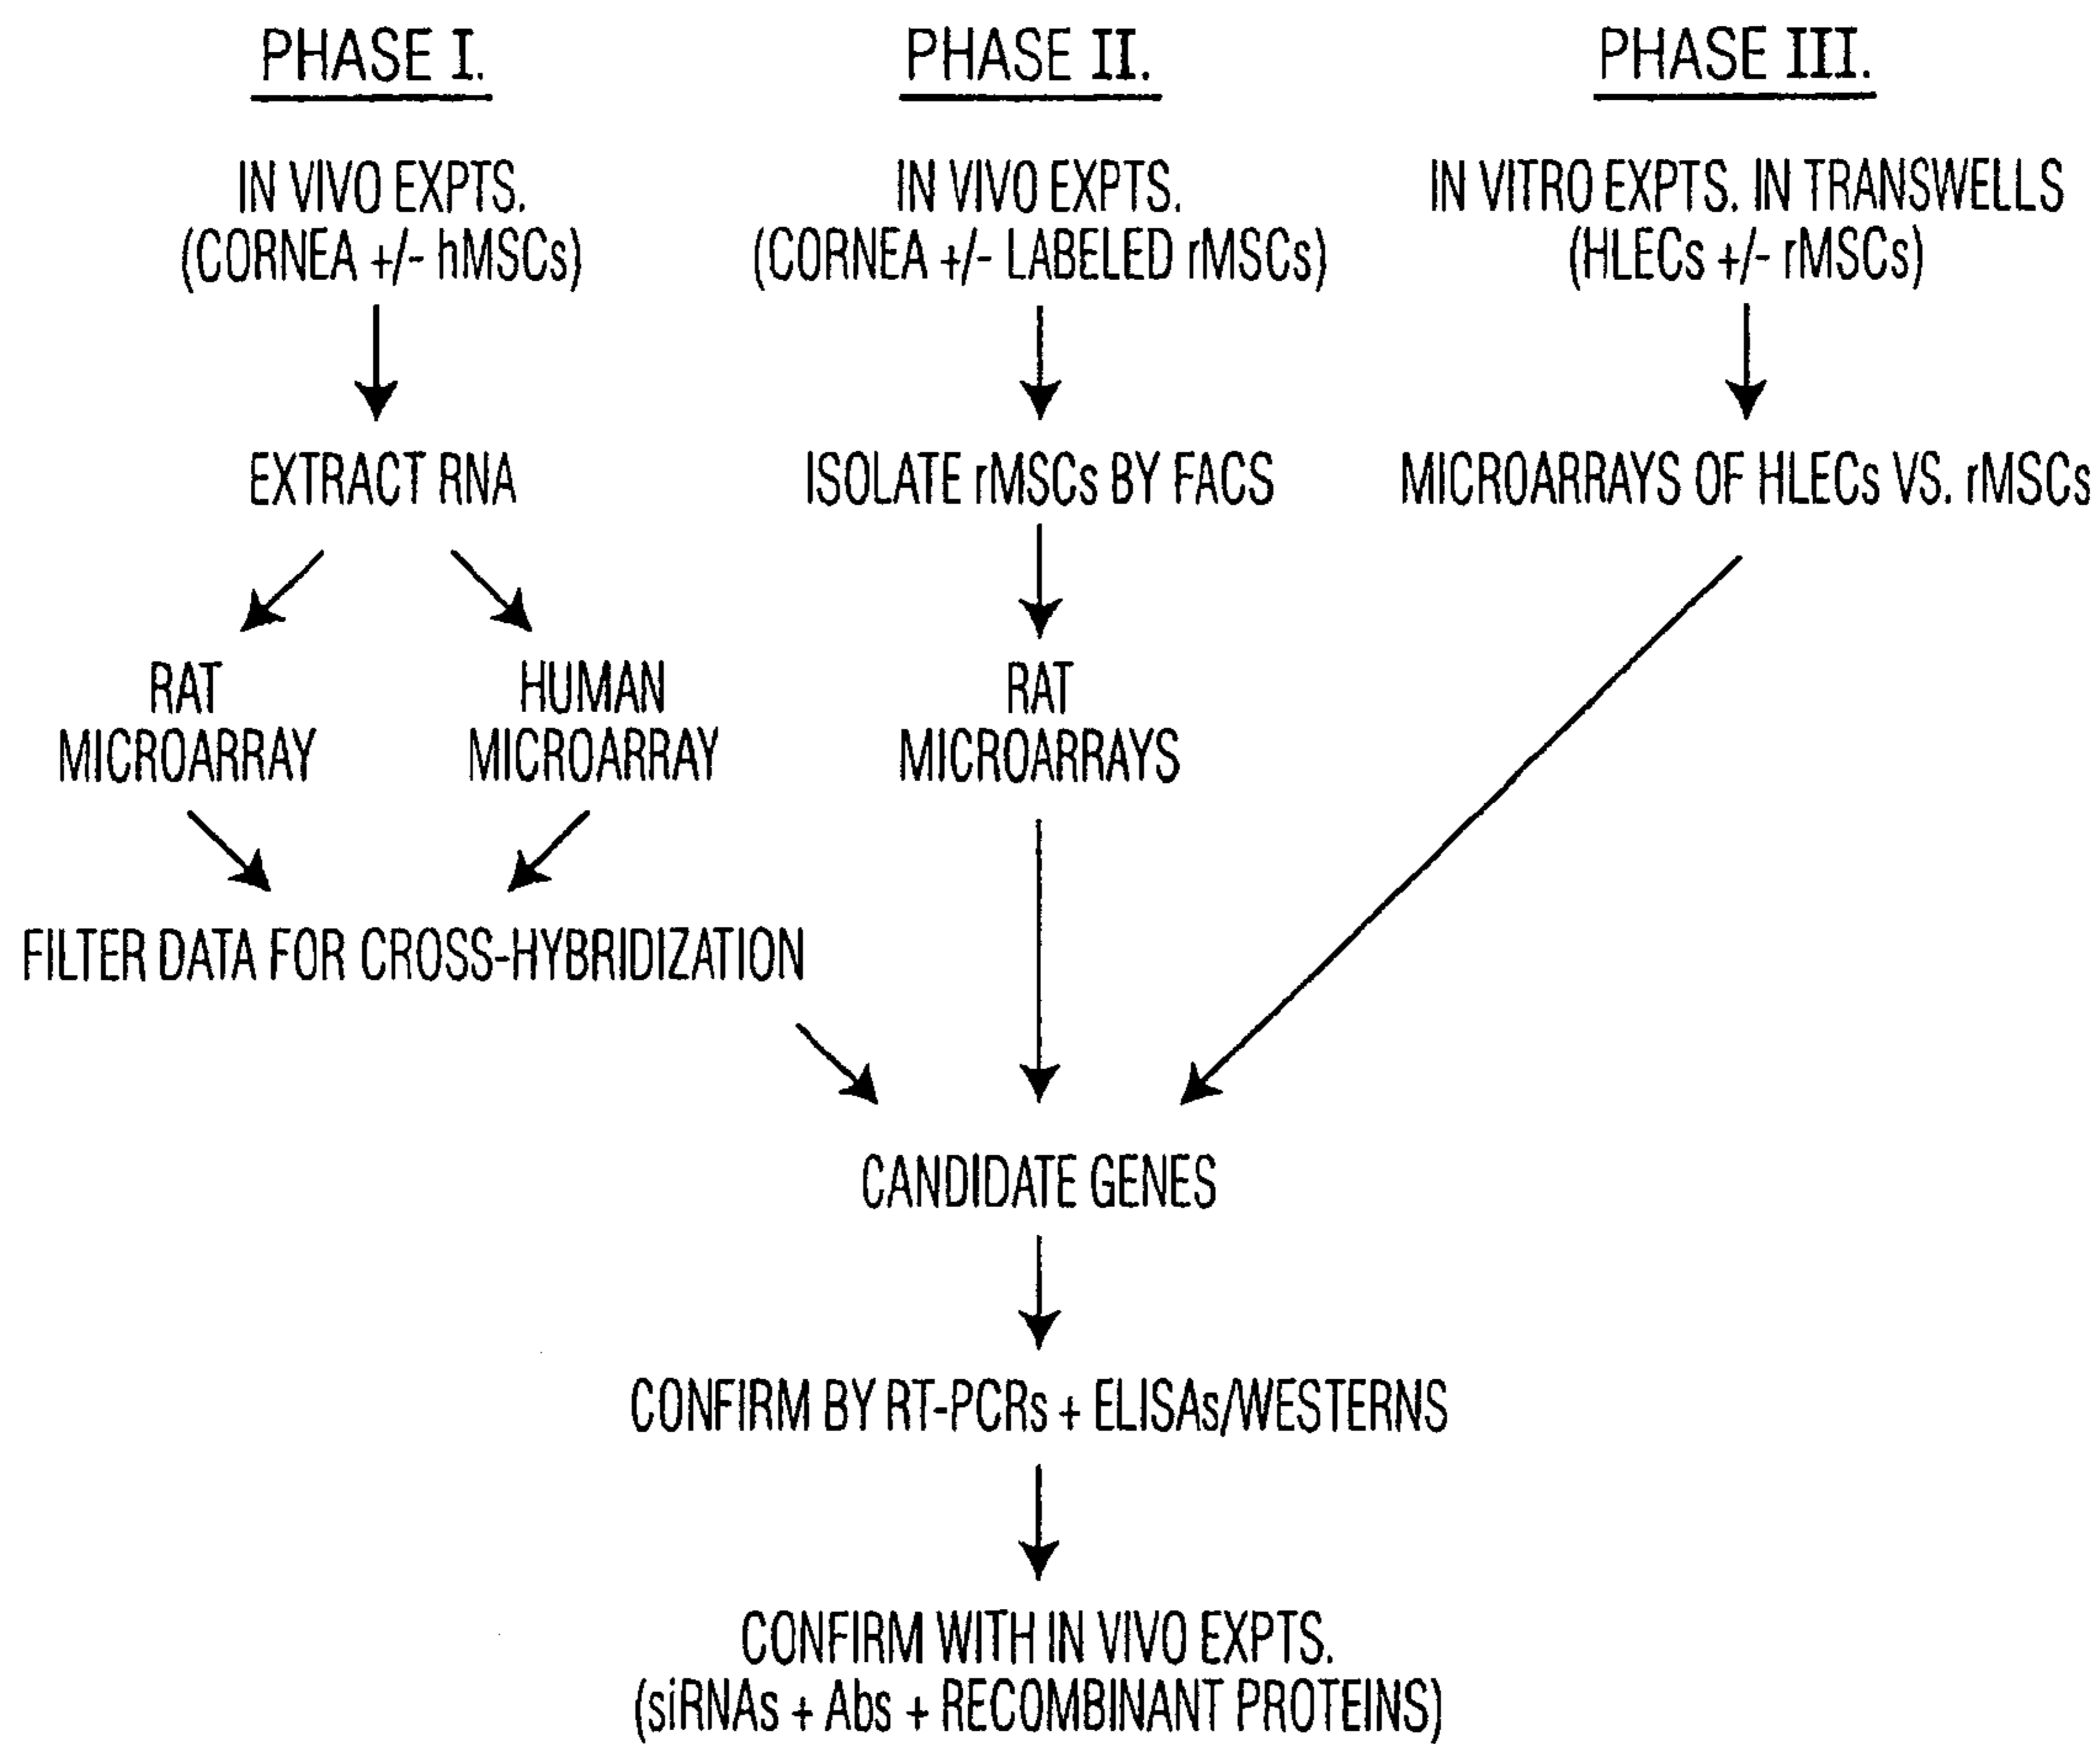 PHASE I.
IN VIVO EXPTS.
(CORNEA +/- hMSCs)
EXTRACT RNA
RAT
MICROARRAY
HUMAN
MICROARRAY
FILTER DATA FOR CROSS-HYBRIDIZATION
PHASE II.
IN VIVO EXPTS.
(CORNEA +/- LABELED rMSCs)
ISOLATE rMSCs BY FACS
RAT
MICROARRAYS
PHASE III.
IN VITRO EXPTS. IN TRANSWELLS
(HLECs +/- rMSCs)
MICROARRAYS OF HLECs VS. rMSCs
CANDIDATE GENES
CONFIRM BY RT-PCRs + ELISAs/WESTERNS
CONFIRM WITH IN VIVO EXPTS.
(siRNAs + Abs + RECOMBINANT PROTEINS)